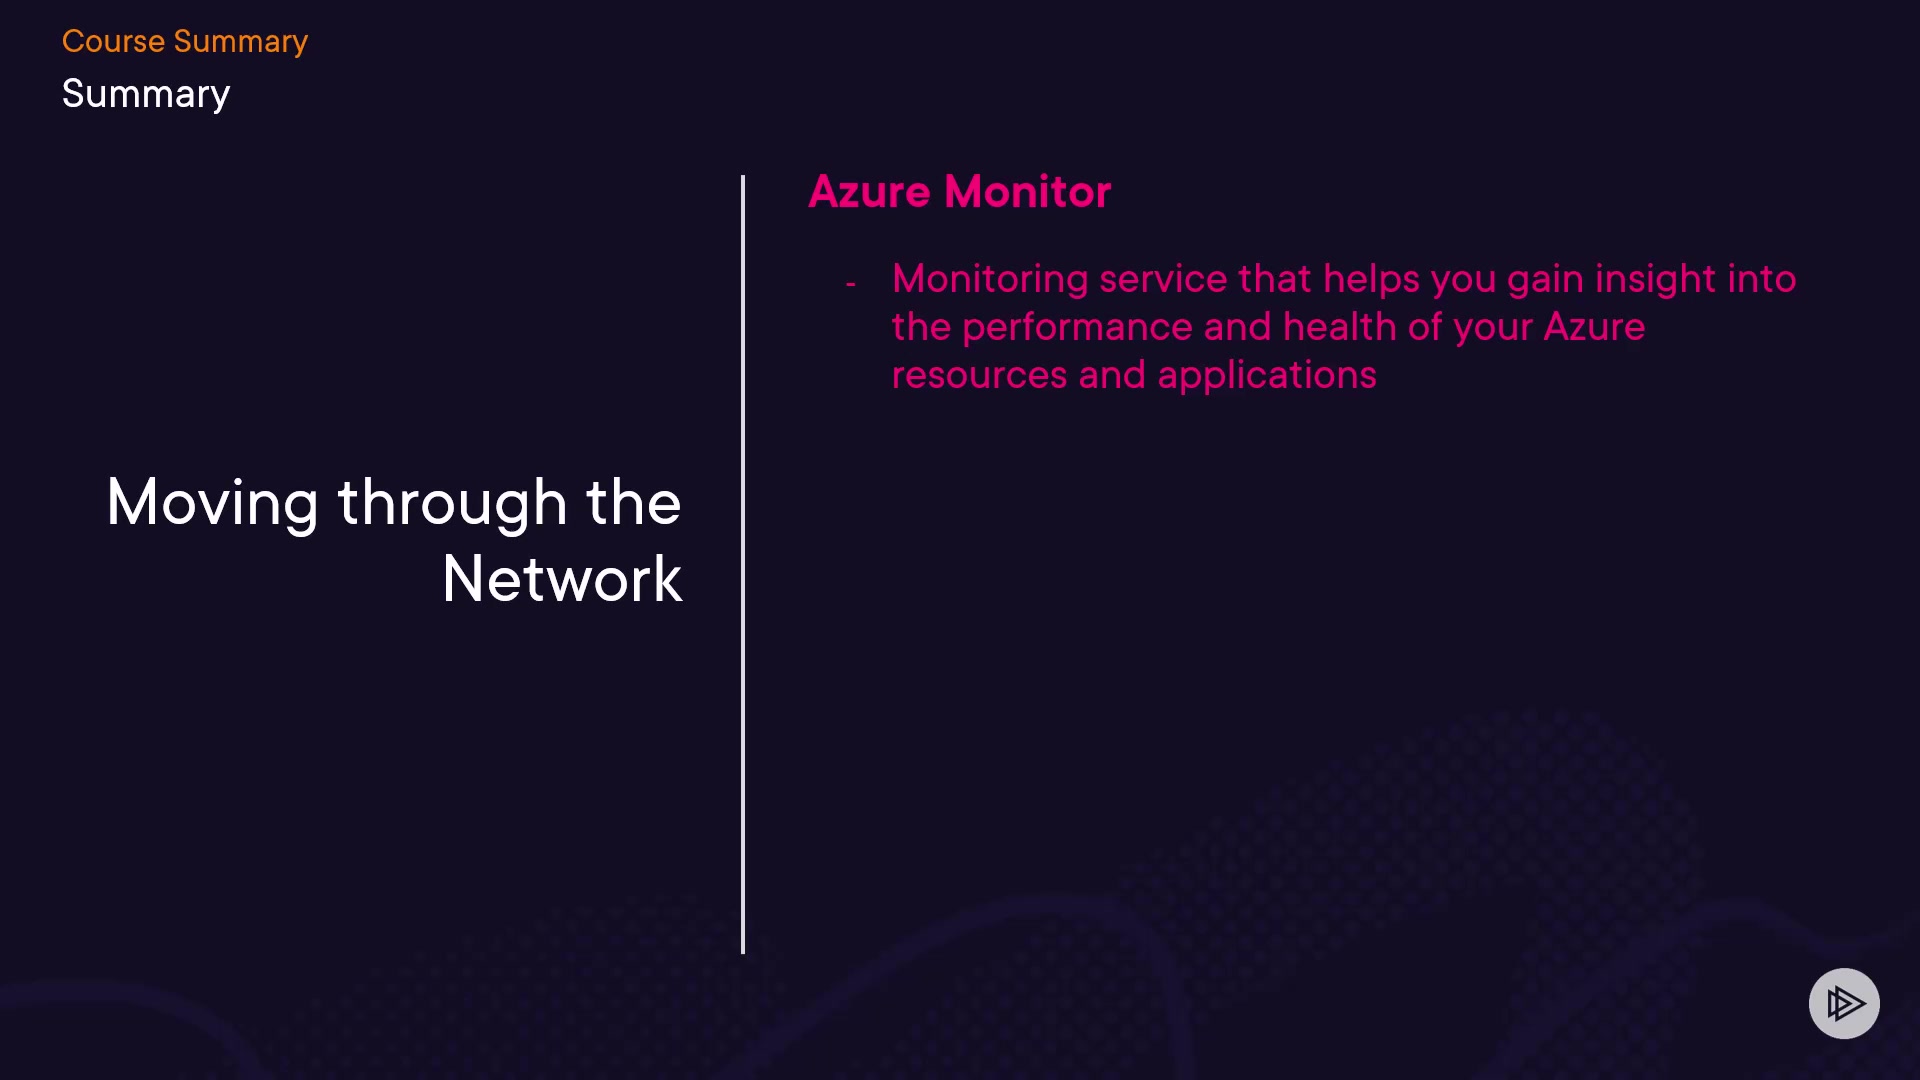 Course Summary
Summary
Moving through the
Network
Azure Monitor
- Monitoring service that helps you gain insight into
the performance and health of your Azure
resources and applications